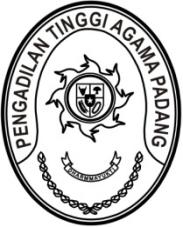 PENGADILAN TINGGI AGAMA PADANG
DHARMMAYUKTI